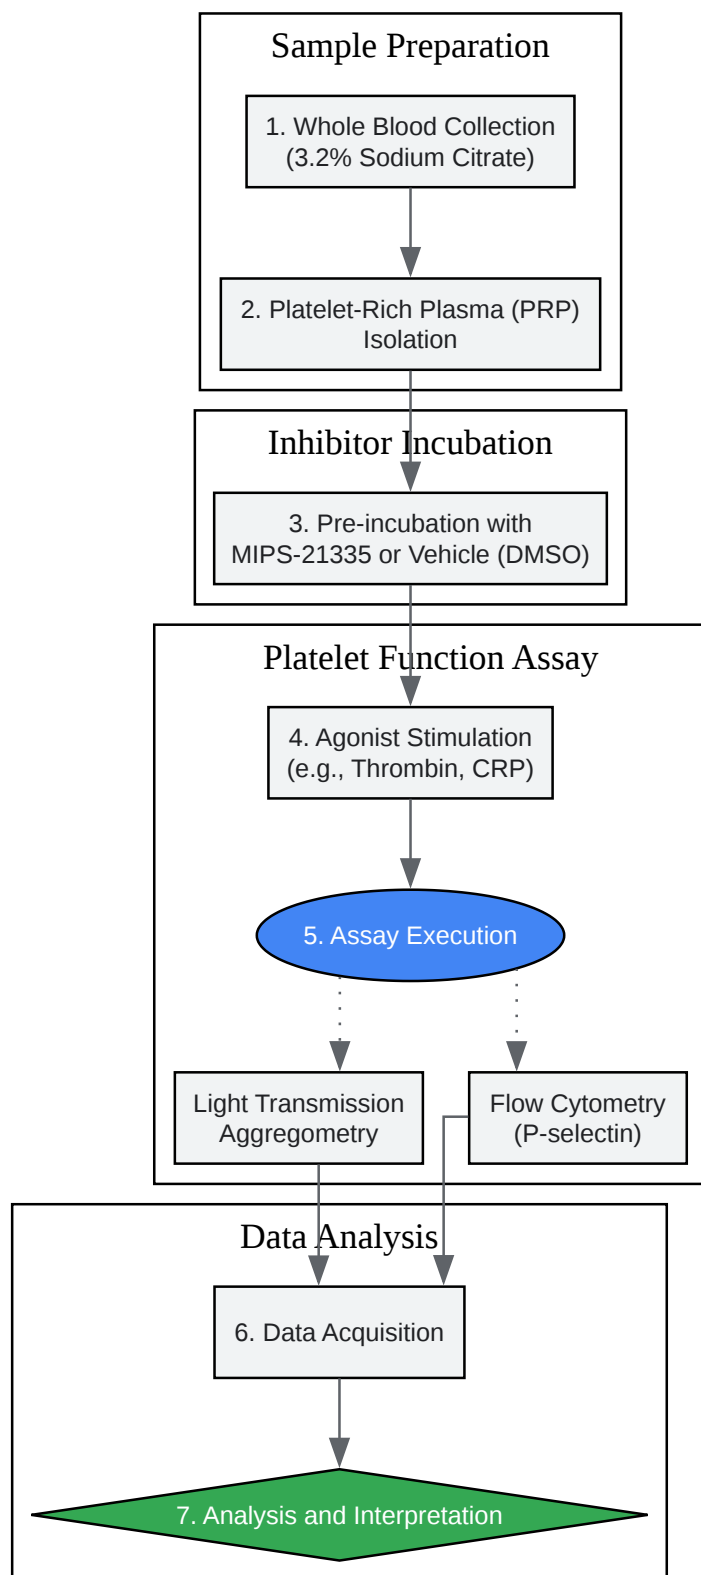 Sample Preparation
1. Whole Blood Collection
(3.2% Sodium Citrate)
2. Platelet-Rich Plasma (PRP)
Isolation
Inhibitor Incubation
3. Pre-incubation with
MIPS-21335 or Vehicle (DMSO)
Platelet Function Assay
4. Agonist Stimulation
(e.g., Thrombin, CRP)
5. Assay Execution
Light Transmission
Aggregometry
Flow Cytometry
(P-selectin)
Data Analysis
6. Data Acquisition
7. Analysis and Interpretation